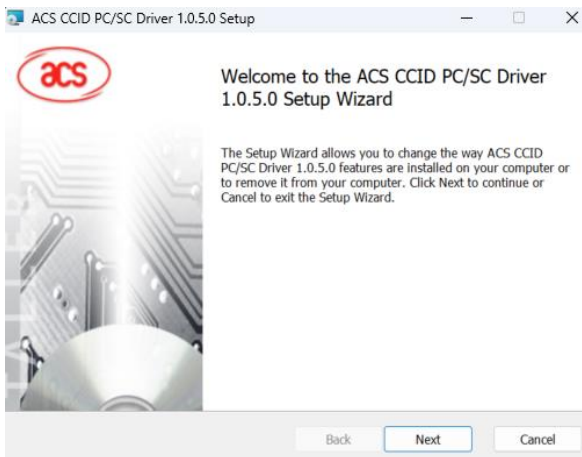 ACS CCID PC/SC Driver 1.0.5.0 Setup
acs
Welcome to the ACS CCID PC/SC Driver
1.0.5.0 Setup Wizard
The Setup Wizard allows you to change the way ACS CCID
PC/SC Driver 1.0.5.0 features are installed on your computer or
to remove it from your computer. Click Next to continue or
Cancel to exit the Setup Wizard.
Back Next Cancel